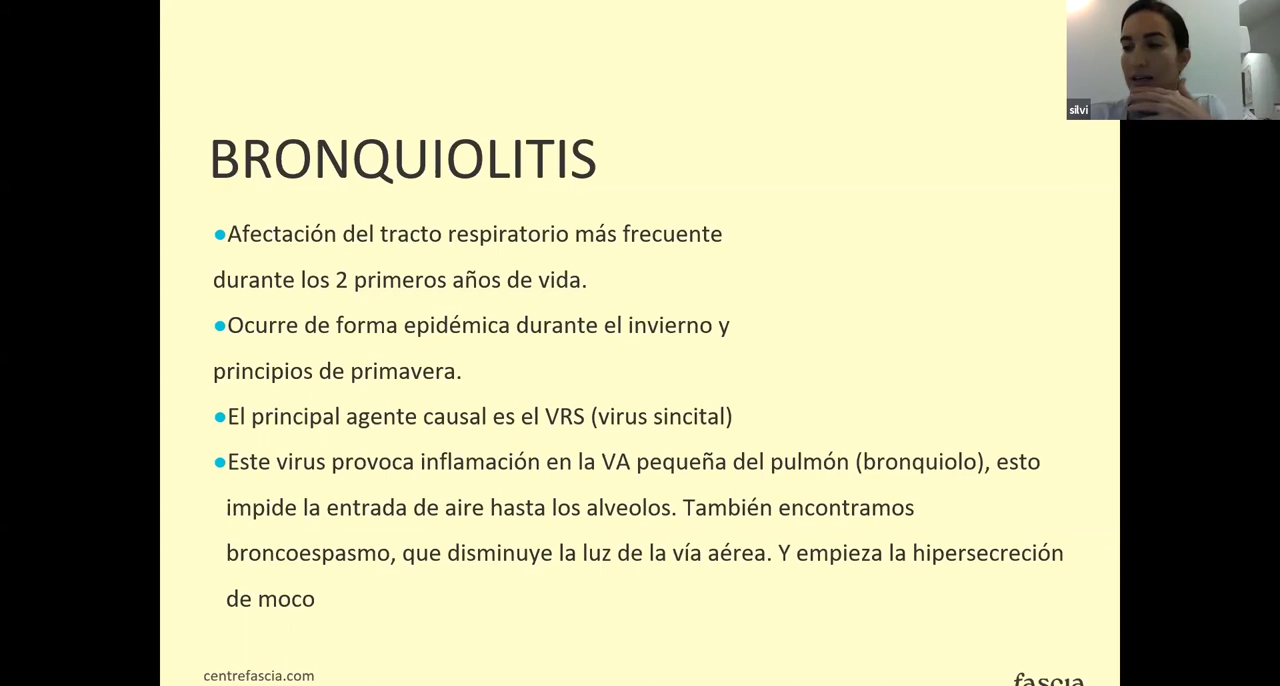 silvi
BRONQUIOLITIS
●Afectación del tracto respiratorio más frecuente
durante los 2 primeros años de vida.
●Ocurre de forma epidémica durante el invierno y
principios de primavera.
●El principal agente causal es el VRS (virus sincital)
●Este virus provoca inflamación en la VA pequeña del pulmón (bronquiolo), esto
impide la entrada de aire hasta los alveolos. También encontramos
broncoespasmo, que disminuye la luz de la vía aérea. Y empieza la hipersecreción
de moco
centrefascia.com
fascia